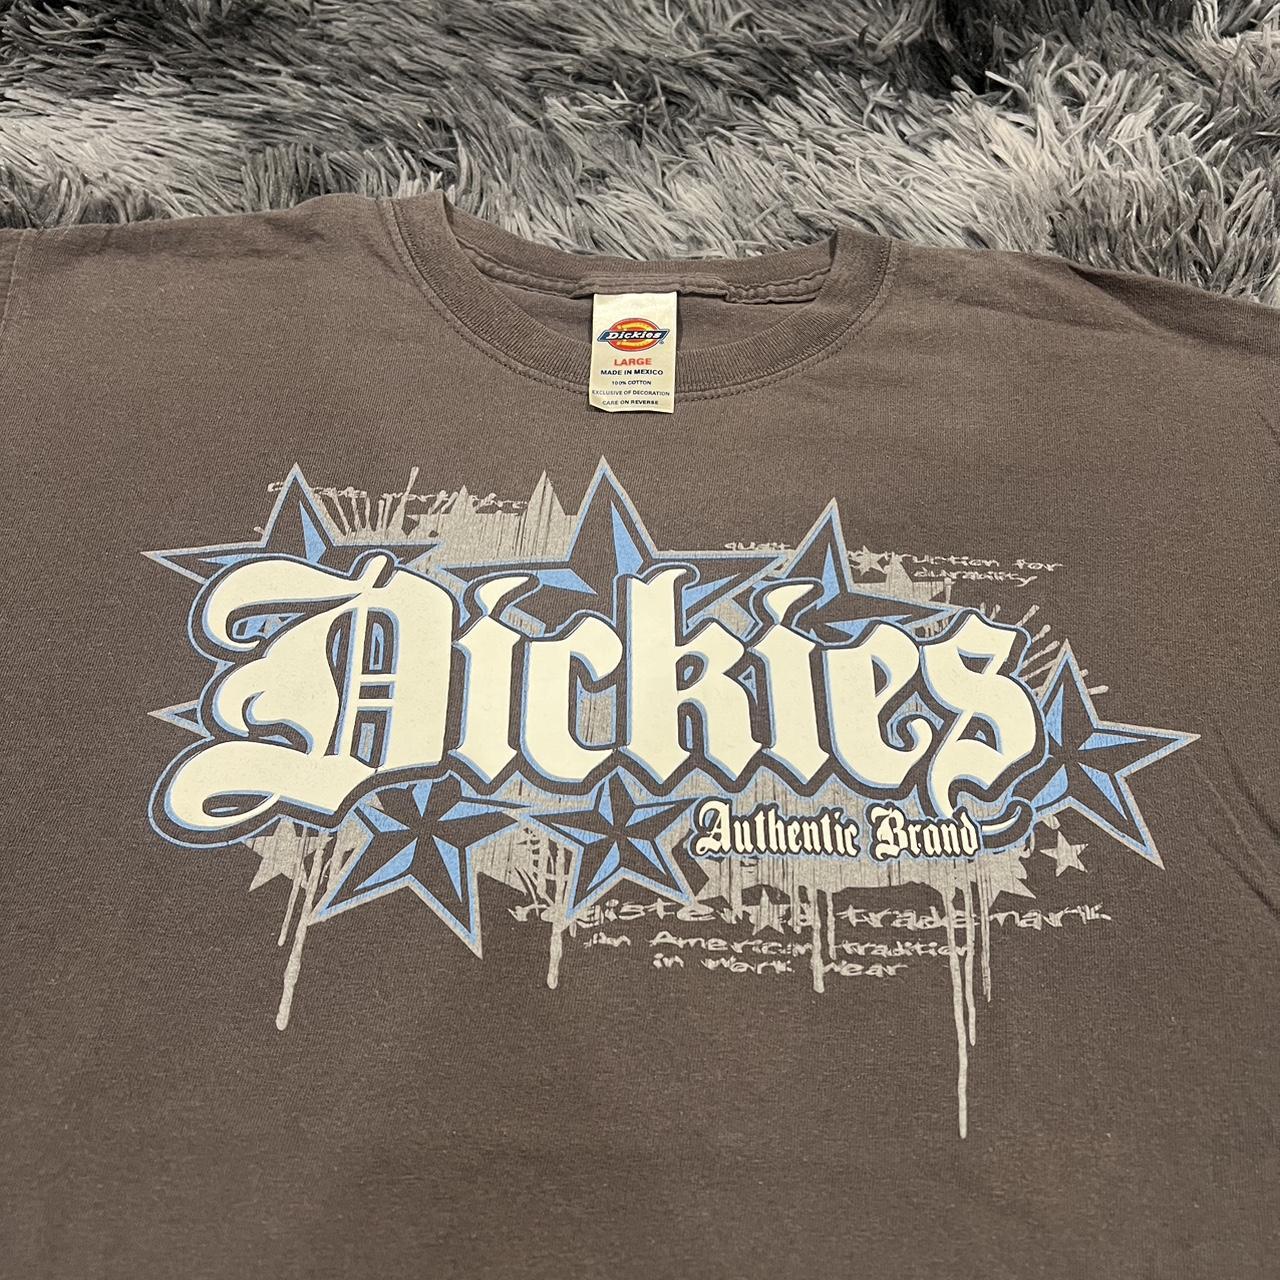 Dickies
LARGE
MADE IN MEXICO
100% COTTON
EXCLUSIVE OF DECORATION
CARE ON REVERSE
for
durability
Dickies
Authentic Brand
registered trademark
An American tradition
in work wear